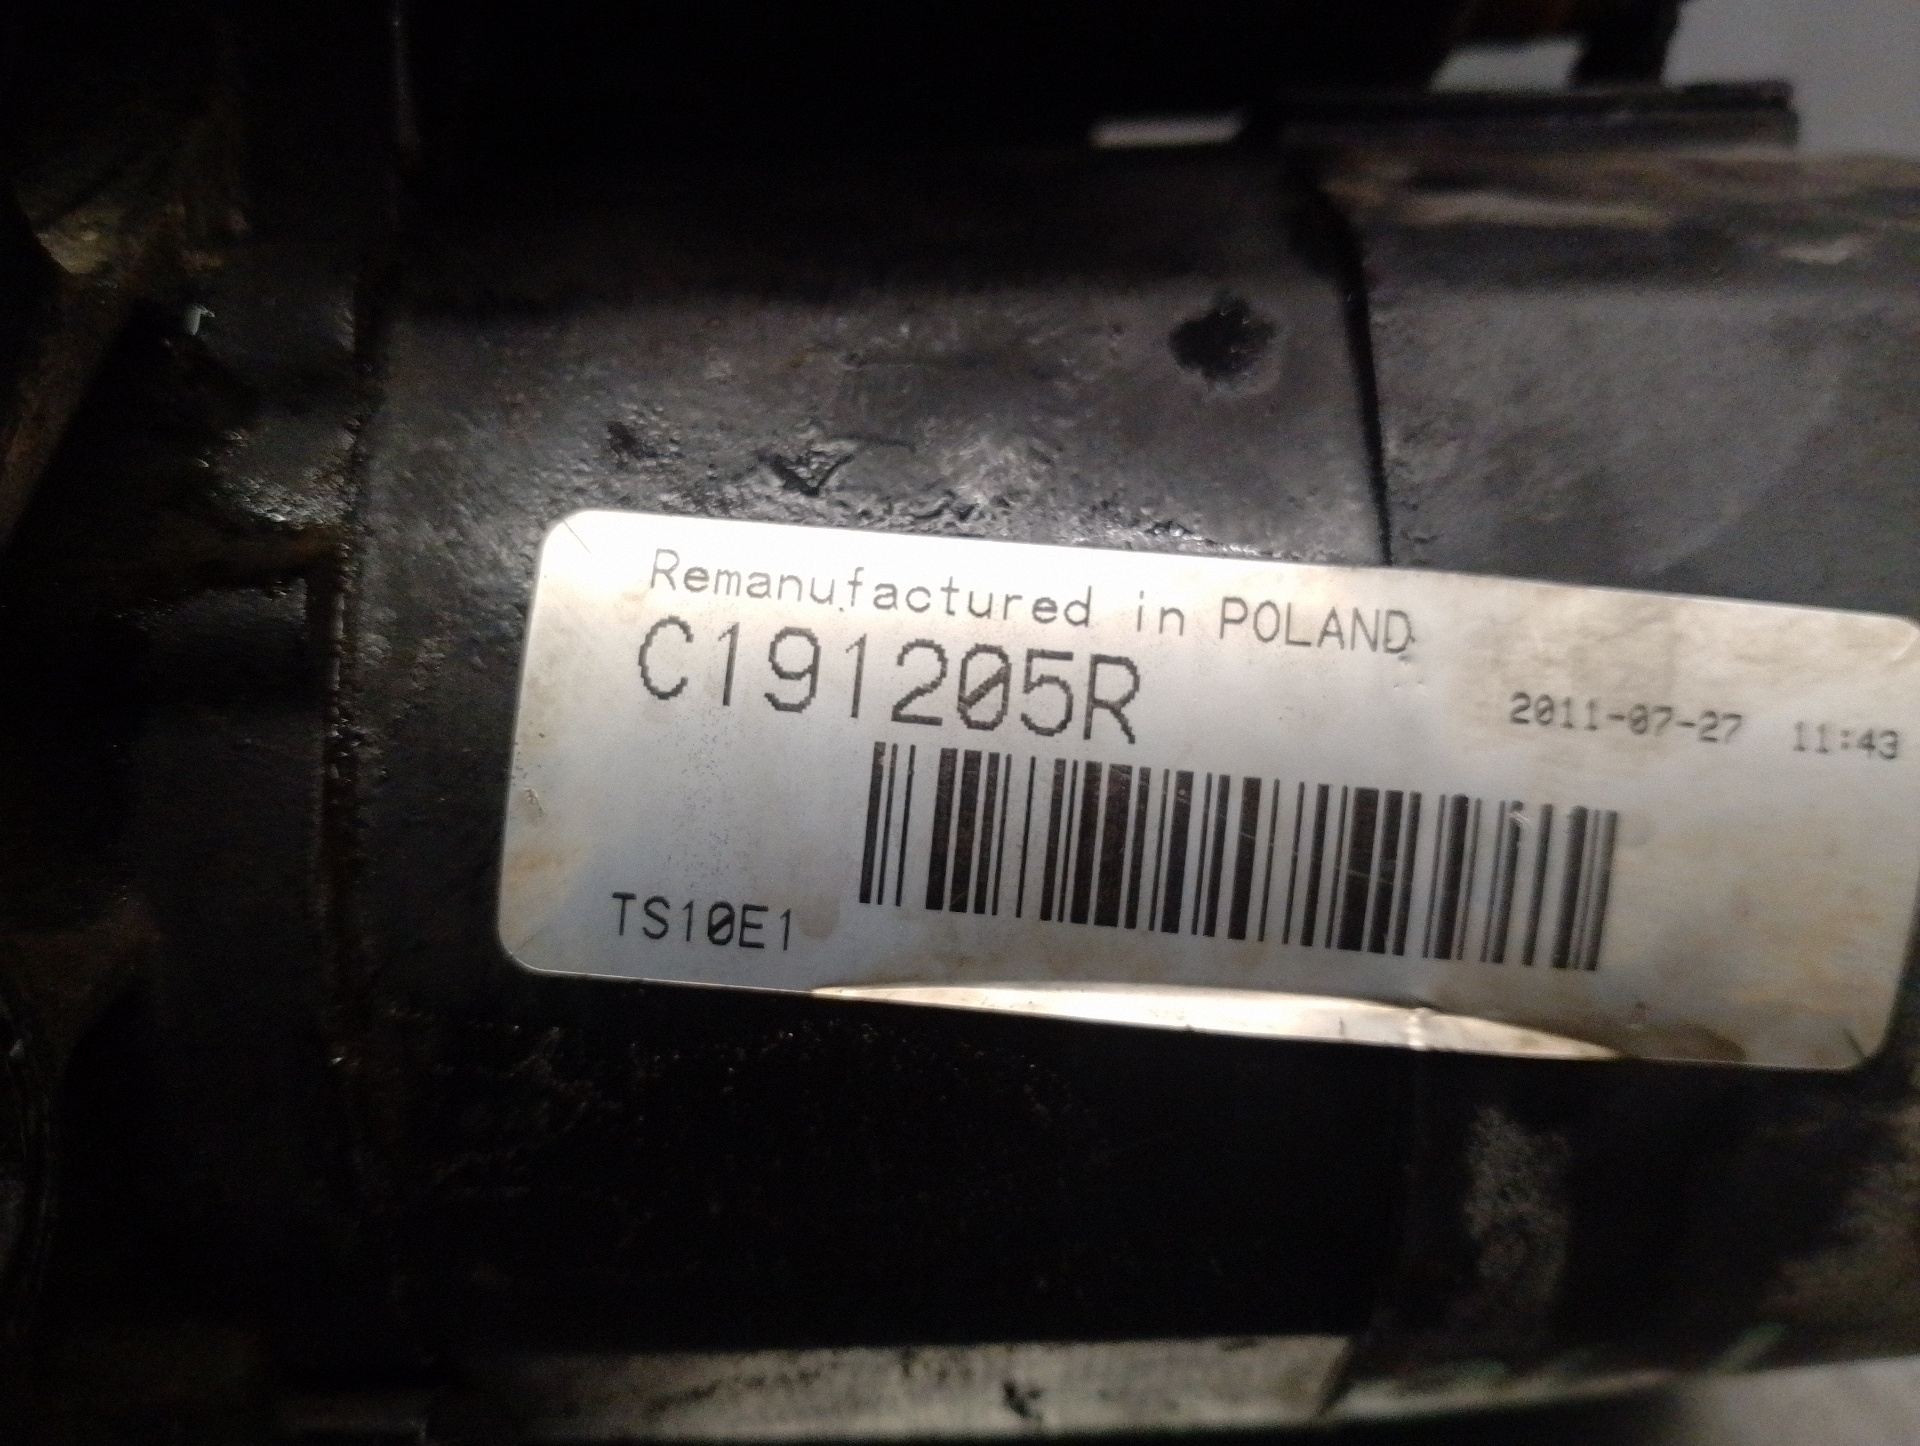 Remanufactured in POLAND
C191205R
2011-07-27 11:43
TS10E1